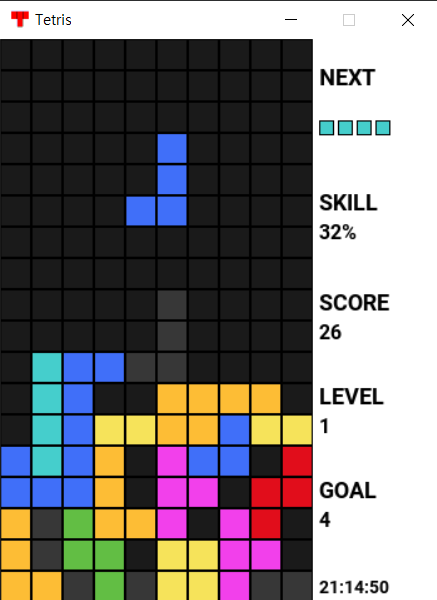 Tetris
NEXT
SKILL
32%
SCORE
26
LEVEL
1
GOAL
4
21:14:50